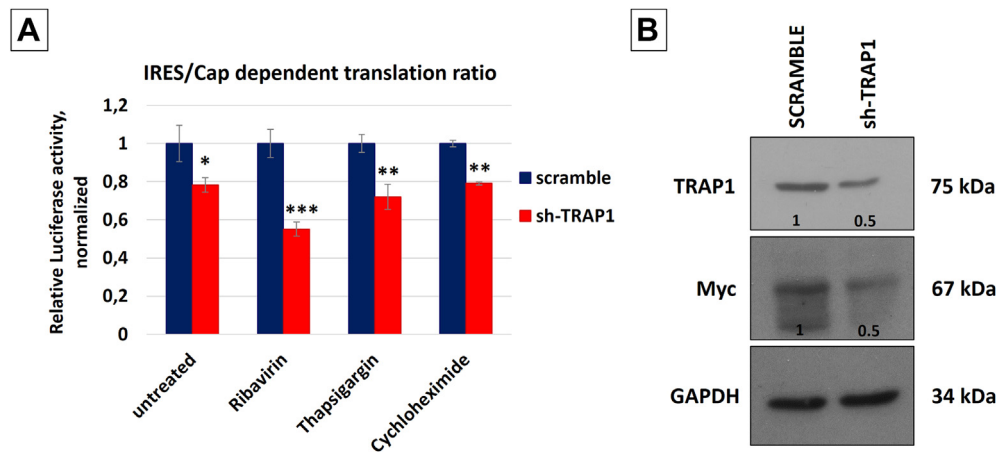 A
IRES/Cap dependent translation ratio
Relative Luciferase activity,
normalized
1,2
1
0,8
0,6
0,4
0,2
0
*
***
**
**
untreated
Ribavirin
Thapsigargin
Cychloheximide
scramble
sh-TRAP1
B
SCRAMBLE
sh-TRAP1
TRAP1
1 0.5
75 kDa
Myc
1 0.5
67 kDa
GAPDH
34 kDa